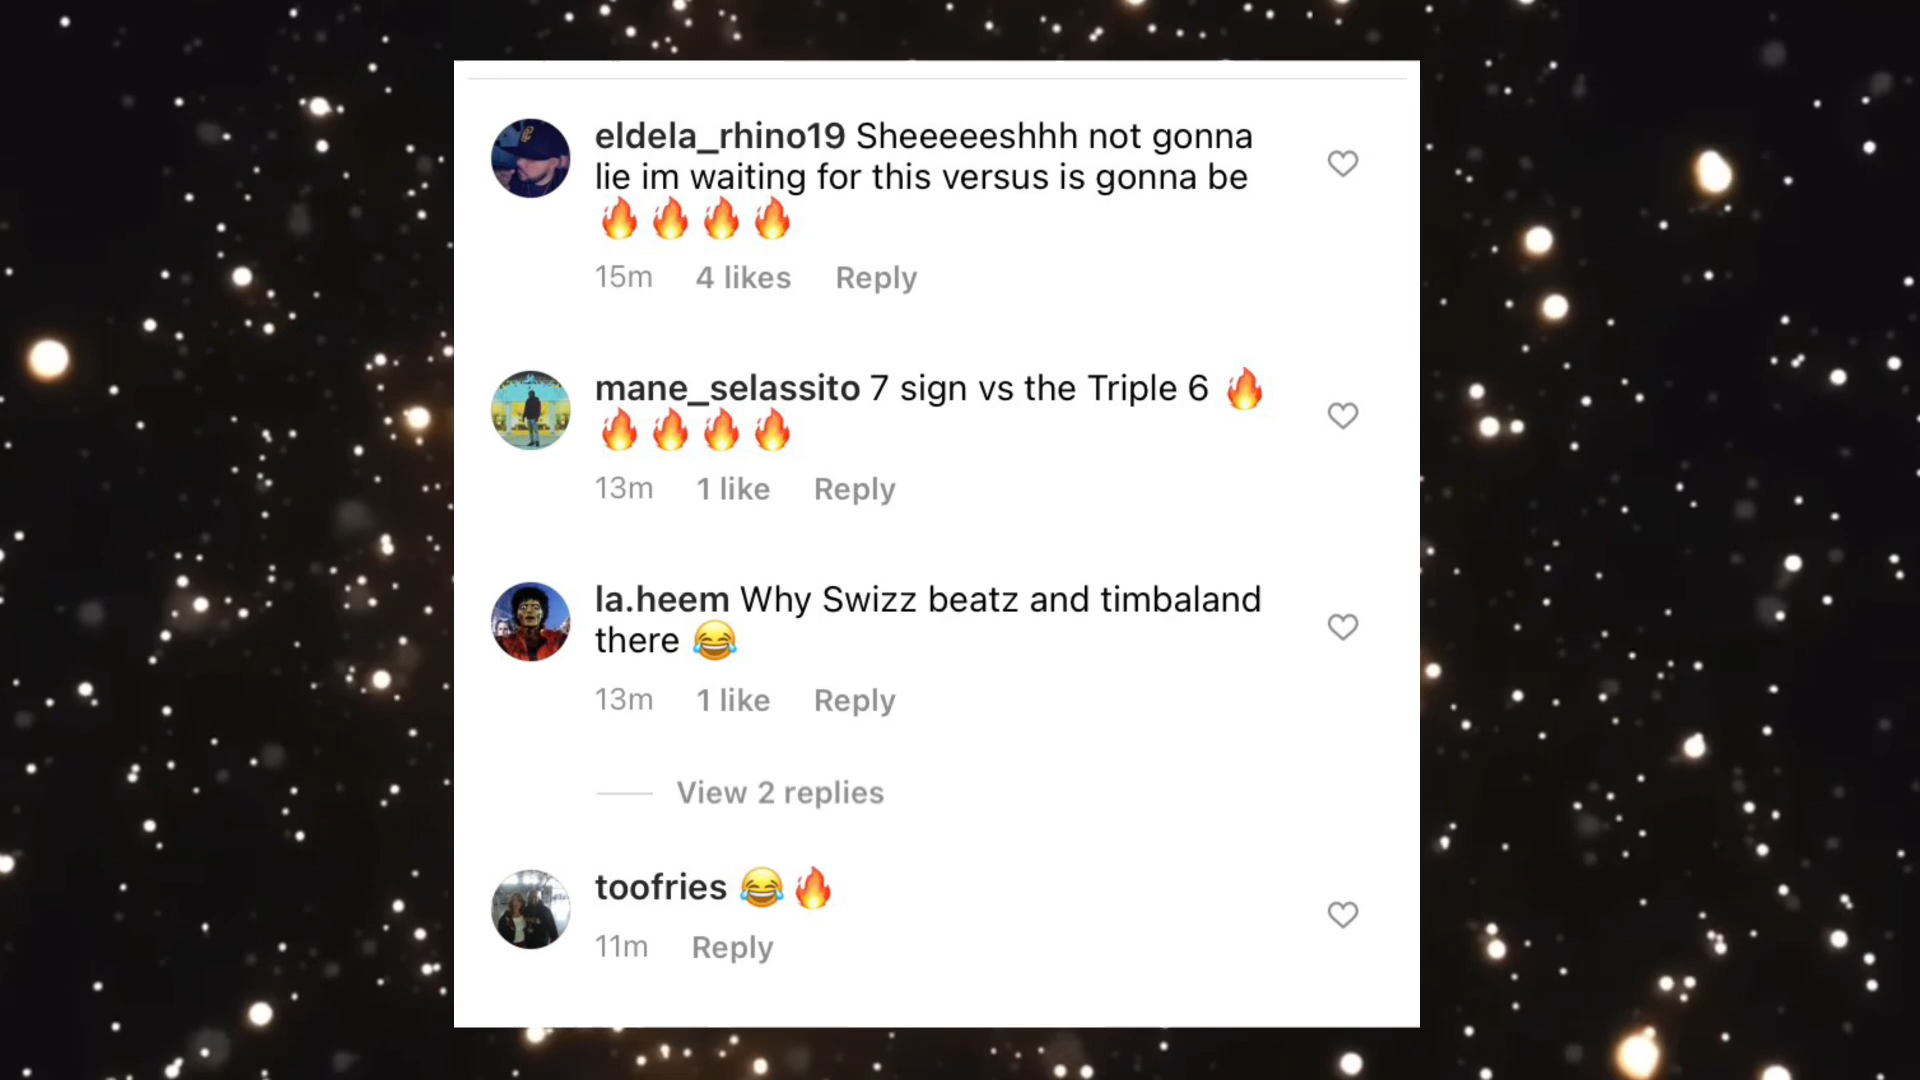 eldela_rhino19 Sheeeeeshhh not gonna
lie im waiting for this versus is gonna be
🔥🔥🔥🔥
15m 4 likes Reply
mane_selassito 7 sign vs the Triple 6 🔥
🔥🔥🔥🔥
13m 1 like Reply
la.heem Why Swizz beatz and timbaland
there 😂
13m 1 like Reply
View 2 replies
toofries 😂🔥
11m Reply